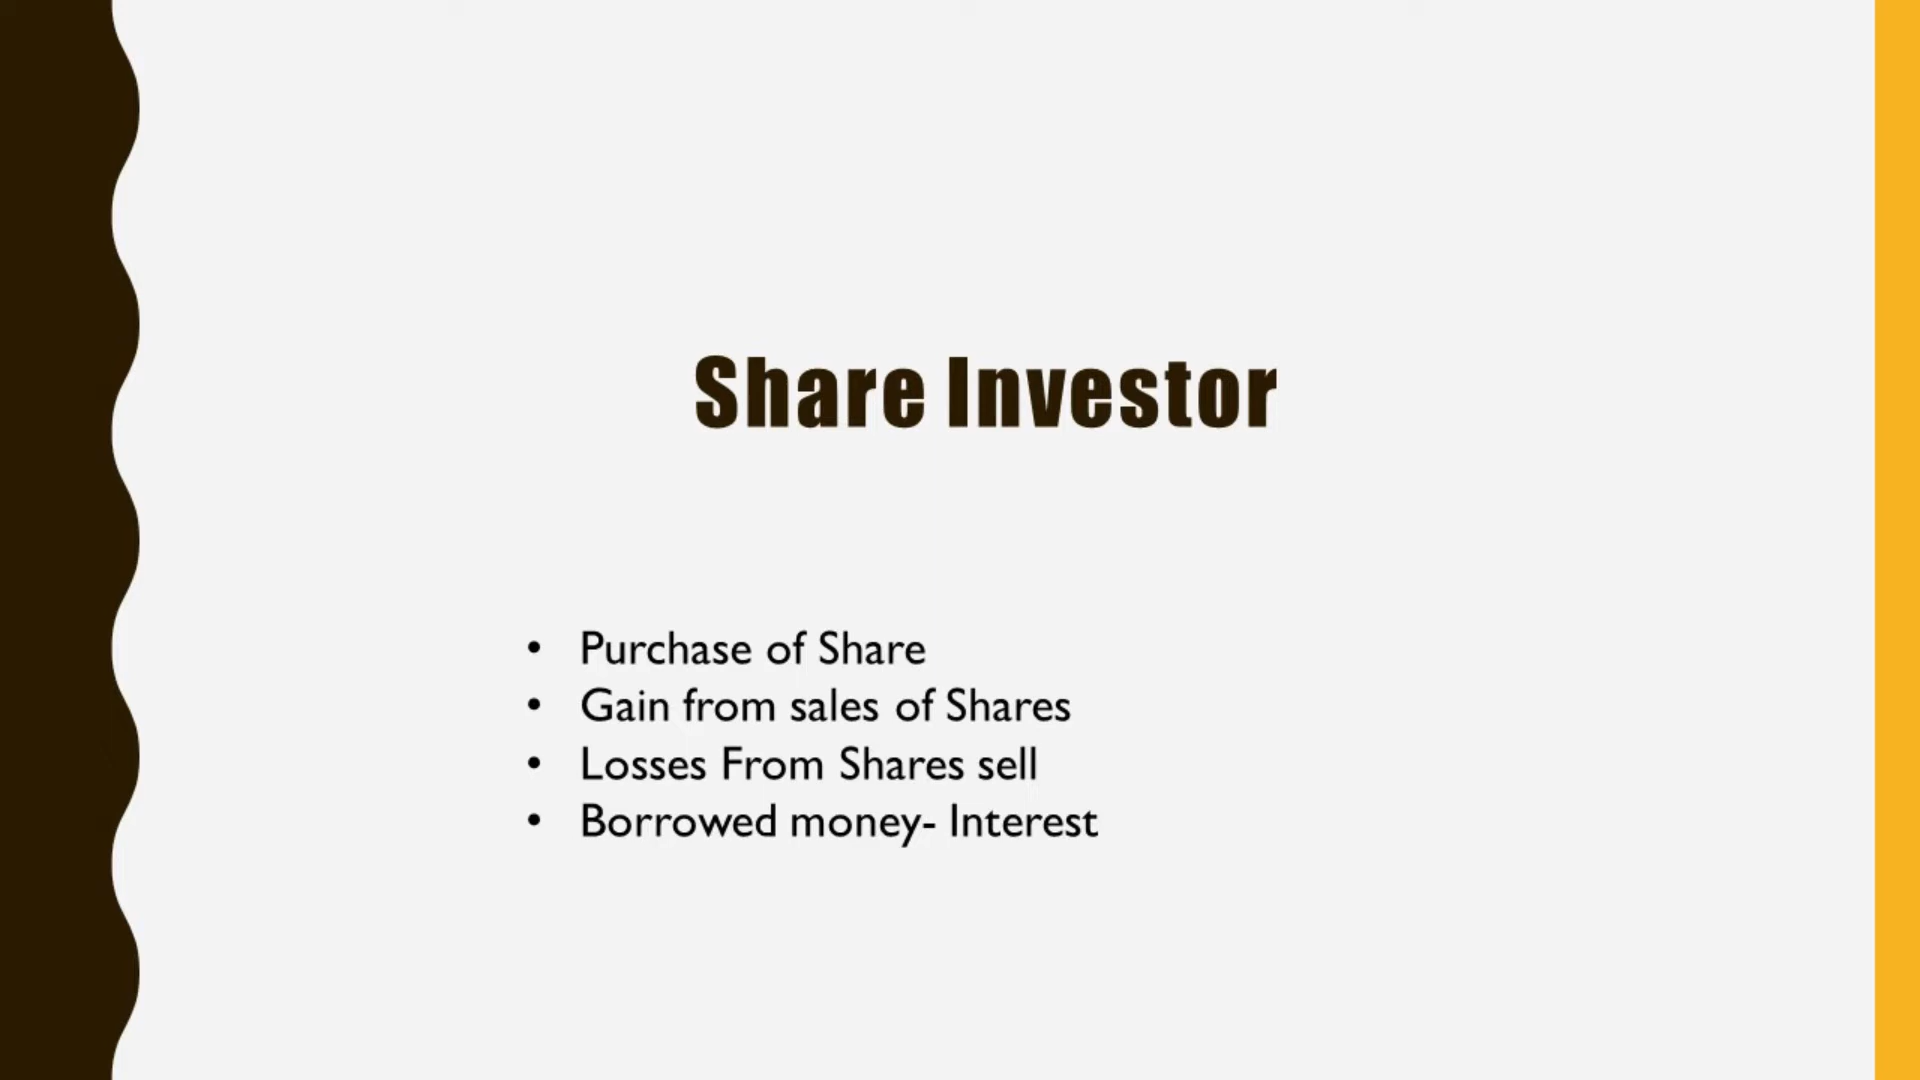 Share Investor
• Purchase of Share
• Gain from sales of Shares
• Losses From Shares sell
• Borrowed money- Interest